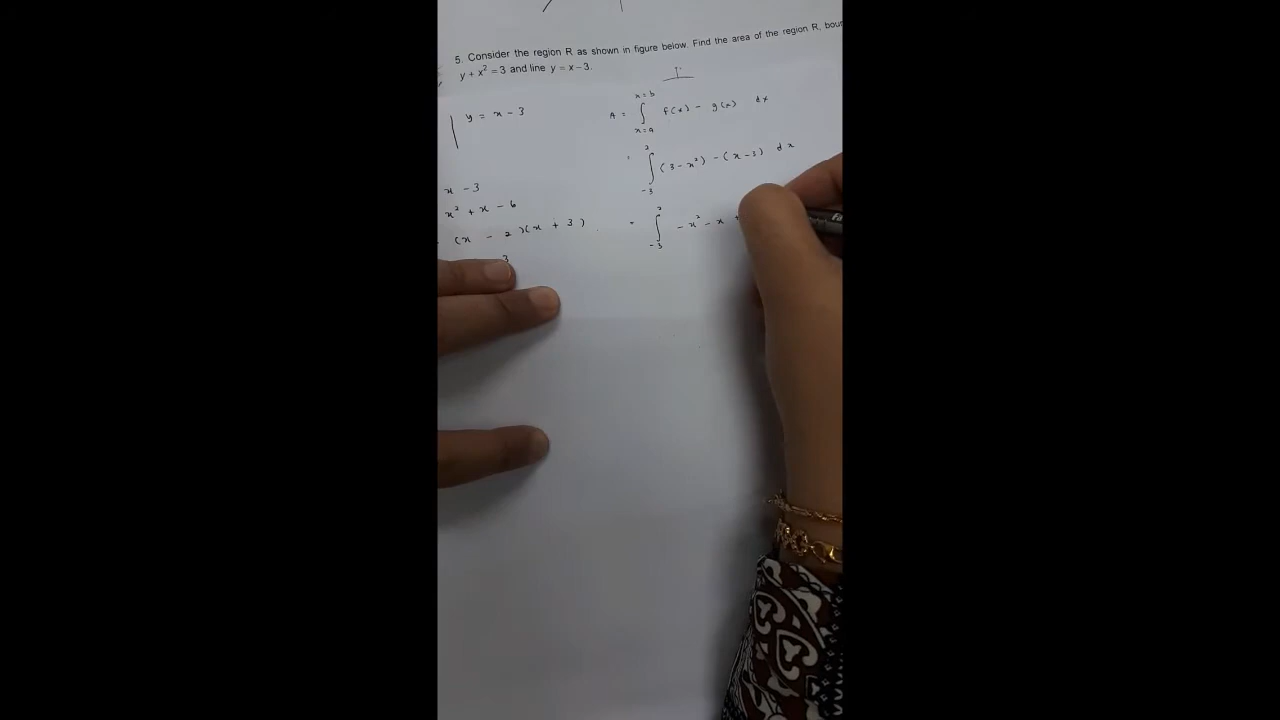 5. Consider the region R as shown in figure below. Find the area of the region R, bour
y + x² = 3 and line y = x − 3.
y = x - 3
x - 3
x² + x - 6
(x - 2)(x + 3)
3
A = ∫ x=a x=b f(x) - g(x) dx
= ∫ -3 2 (3 - x²) - (x - 3) dx
= ∫ -3 2 - x² - x +